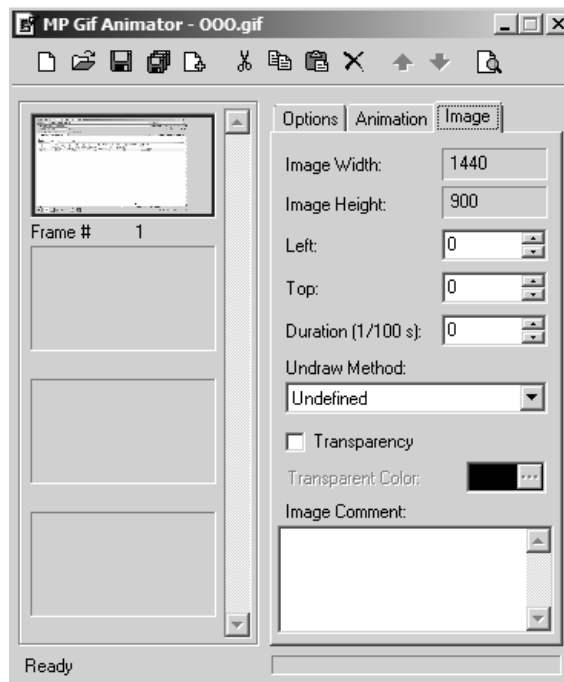 MP Gif Animator - OOO.gif
Options Animation Image
Image Width: 1440
Image Height: 900
Frame # 1
Left: 0
Top: 0
Duration (1/100 s): 0
Undraw Method:
Undefined
Transparency
Transparent Color:
...
Image Comment:
Ready